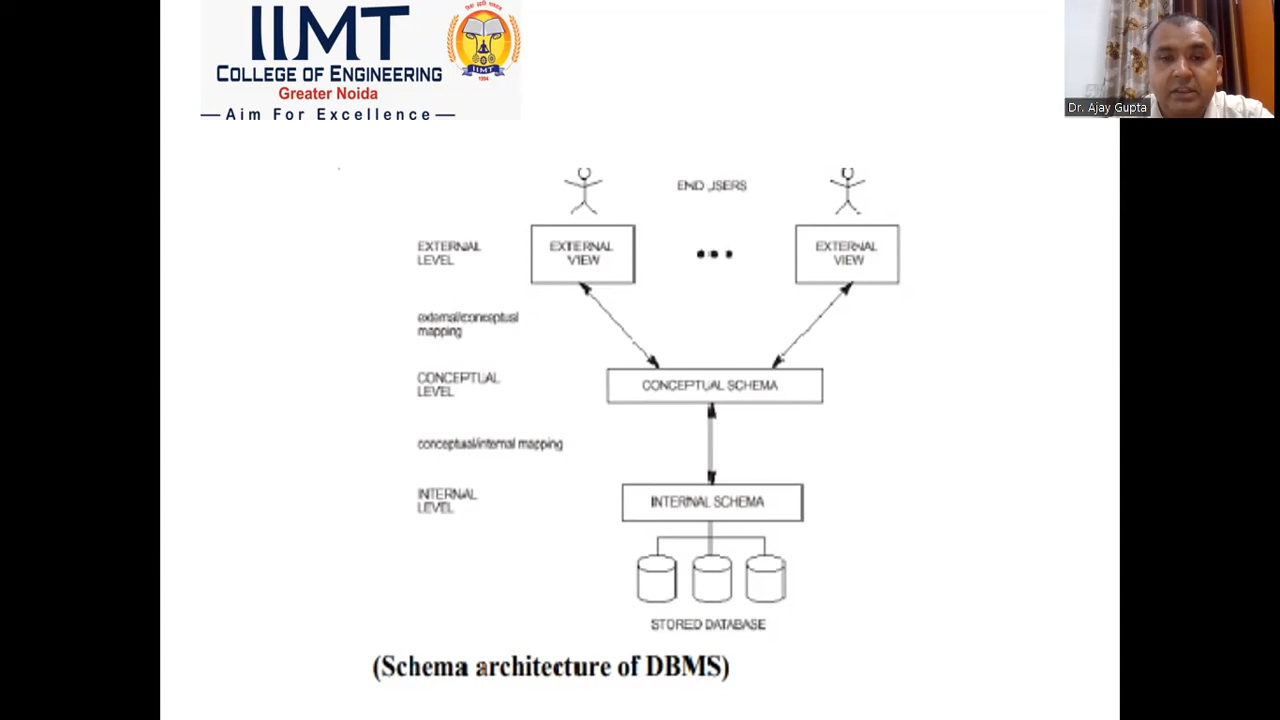 IIMT
COLLEGE OF ENGINEERING
Greater Noida
Aim For Excellence
IIMT
1994
Dr. Ajay Gupta
END USERS
EXTERNAL
LEVEL
EXTERNAL
VIEW
EXTERNAL
VIEW
external/conceptual
mapping
CONCEPTUAL
LEVEL
CONCEPTUAL SCHEMA
conceptual/internal mapping
INTERNAL
LEVEL
INTERNAL SCHEMA
STORED DATABASE
(Schema architecture of DBMS)